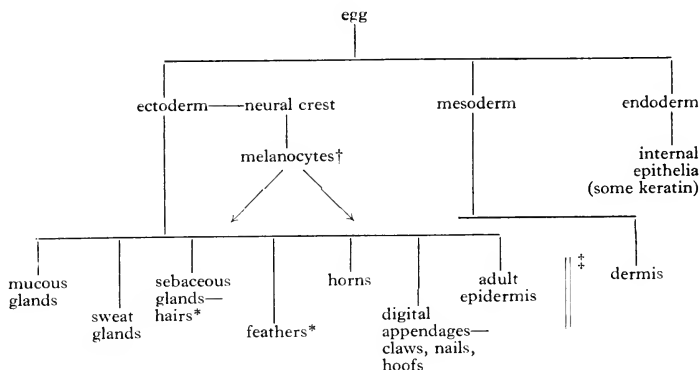 egg
ectoderm—neural crest
mesoderm
endoderm
melanocytes†
internal
epithelia
(some keratin)
mucous
glands
sweat
glands
sebaceous
glands—
hairs*
feathers*
horns
digital
appendages—
claws, nails,
hoofs
adult
epidermis
‡
dermis